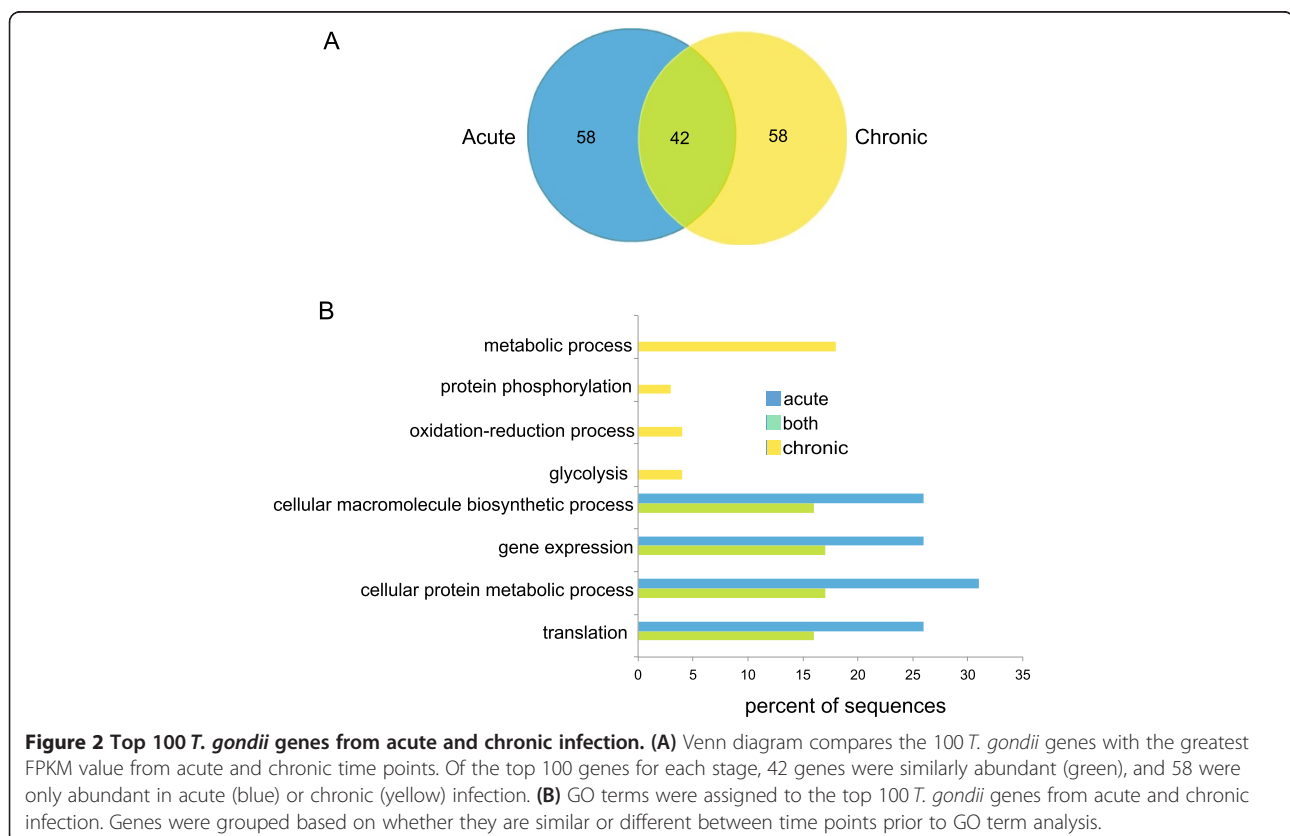 A
Acute
58
42
58
Chronic
B
metabolic process
protein phosphorylation
oxidation-reduction process
glycolysis
cellular macromolecule biosynthetic process
gene expression
cellular protein metabolic process
translation
acute
both
chronic
0 5 10 15 20 25 30 35
percent of sequences
Figure 2 Top 100 T. gondii genes from acute and chronic infection. (A) Venn diagram compares the 100 T. gondii genes with the greatest
FPKM value from acute and chronic time points. Of the top 100 genes for each stage, 42 genes were similarly abundant (green), and 58 were
only abundant in acute (blue) or chronic (yellow) infection. (B) GO terms were assigned to the top 100 T. gondii genes from acute and chronic
infection. Genes were grouped based on whether they are similar or different between time points prior to GO term analysis.